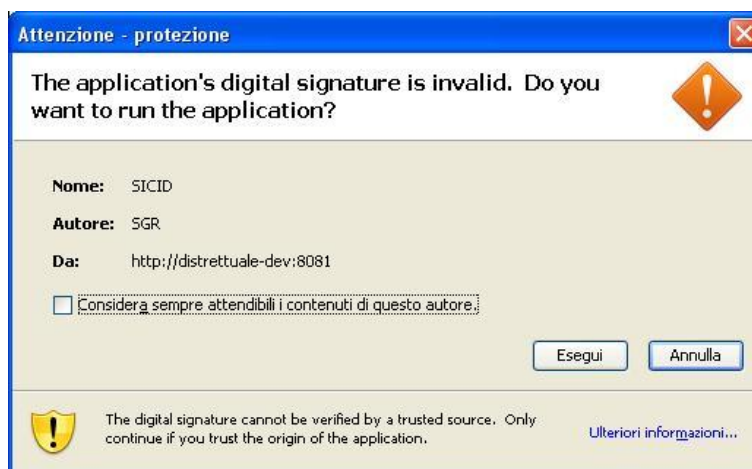 Attenzione - protezione
The application's digital signature is invalid. Do you
want to run the application?
Nome: SICID
Autore: SGR
Da: http://distrettuale-dev:8081
Considera sempre attendibili i contenuti di questo autore.
Esegui Annulla
The digital signature cannot be verified by a trusted source. Only
continue if you trust the origin of the application.
Ulteriori informazioni...